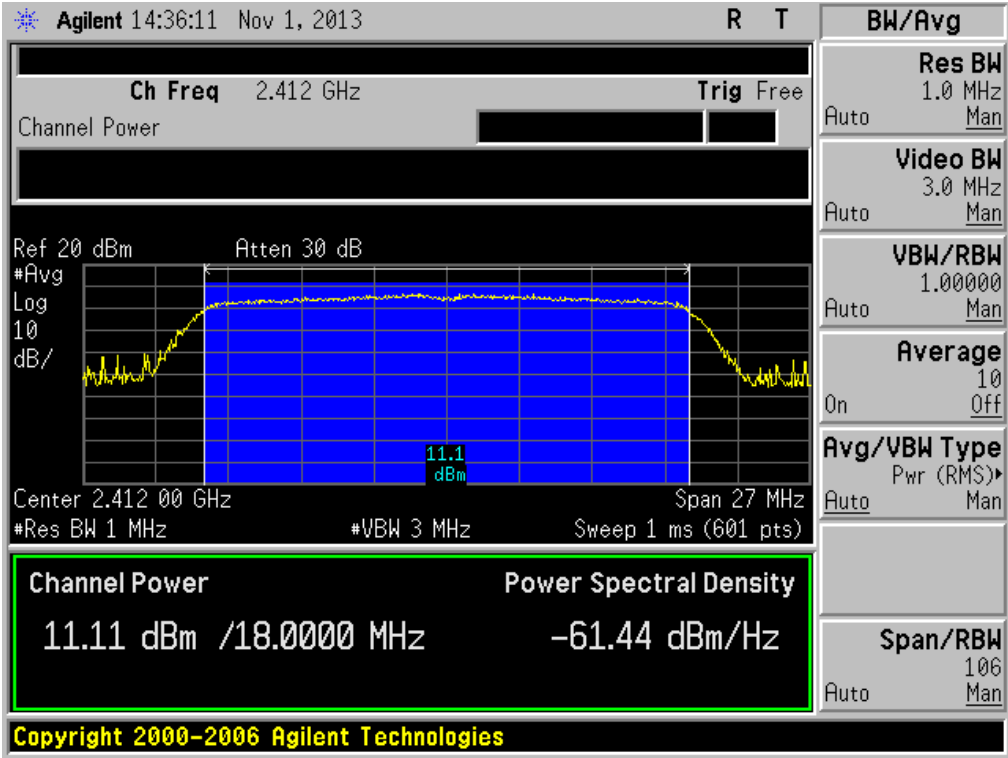 Agilent 14:36:11 Nov 1, 2013 R T
Ch Freq 2.412 GHz Trig Free
Channel Power
Ref 20 dBm Atten 30 dB
#Avg
Log
10
dB/
11.1
dBm
Center 2.412 00 GHz Span 27 MHz
#Res BW 1 MHz #VBW 3 MHz Sweep 1 ms (601 pts)
Channel Power Power Spectral Density
11.11 dBm /18.0000 MHz -61.44 dBm/Hz
Copyright 2000-2006 Agilent Technologies
BW/Avg
Res BW
1.0 MHz
Auto Man
Video BW
3.0 MHz
Auto Man
VBW/RBW
1.00000
Auto Man
Average
10
On Off
Avg/VBW Type
Pwr (RMS)▸
Auto Man
Span/RBW
106
Auto Man